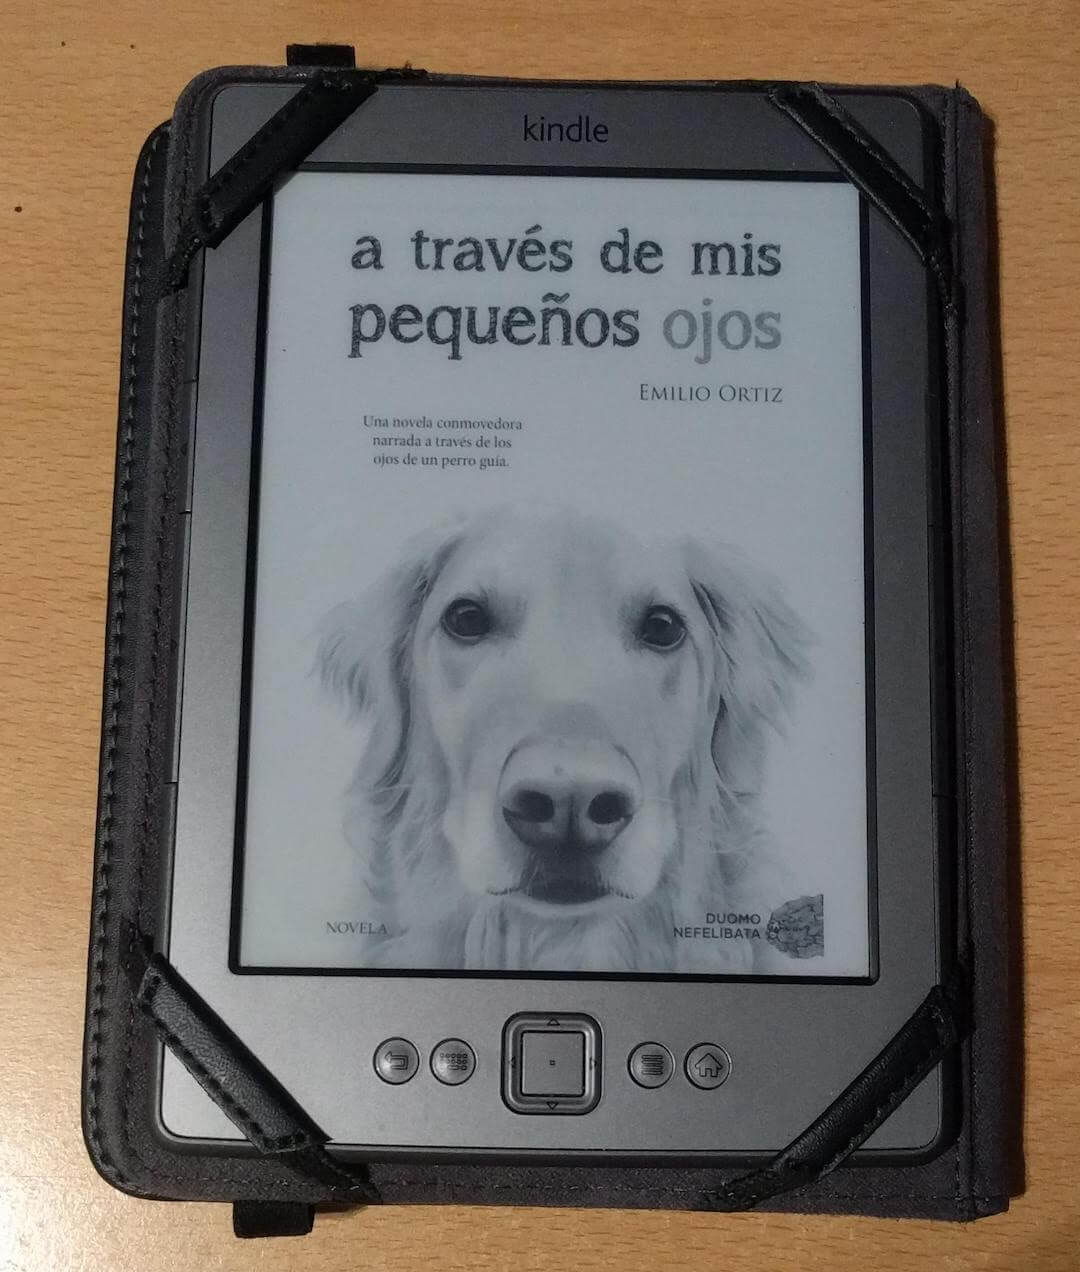 kindle
a través de mis
pequeños ojos
EMILIO ORTIZ
Una novela conmovedora
narrada a través de los
ojos de un perro guía.
NOVELA
DUOMO
NEFELIBATA